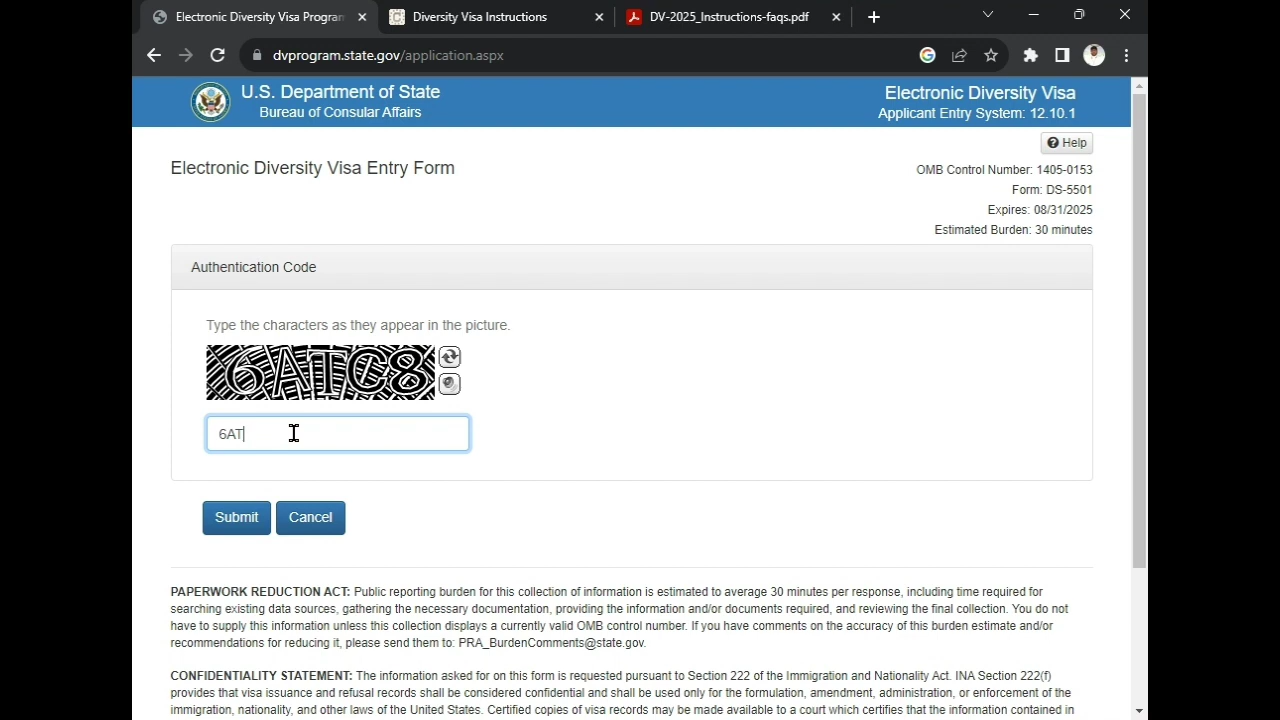 Electronic Diversity Visa Program
Diversity Visa Instructions
DV-2025_Instructions-faqs.pdf
dvprogram.state.gov/application.aspx
U.S. Department of State
Bureau of Consular Affairs
Electronic Diversity Visa
Applicant Entry System: 12.10.1
Help
Electronic Diversity Visa Entry Form
OMB Control Number: 1405-0153
Form: DS-5501
Expires: 08/31/2025
Estimated Burden: 30 minutes
Authentication Code
Type the characters as they appear in the picture.
6ATC8
6AT
Submit Cancel
PAPERWORK REDUCTION ACT: Public reporting burden for this collection of information is estimated to average 30 minutes per response, including time required for
searching existing data sources, gathering the necessary documentation, providing the information and/or documents required, and reviewing the final collection. You do not
have to supply this information unless this collection displays a currently valid OMB control number. If you have comments on the accuracy of this burden estimate and/or
recommendations for reducing it, please send them to: PRA_BurdenComments@state.gov.
CONFIDENTIALITY STATEMENT: The information asked for on this form is requested pursuant to Section 222 of the Immigration and Nationality Act. INA Section 222(f)
provides that visa issuance and refusal records shall be considered confidential and shall be used only for the formulation, amendment, administration, or enforcement of the
immigration, nationality, and other laws of the United States. Certified copies of visa records may be made available to a court which certifies that the information contained in